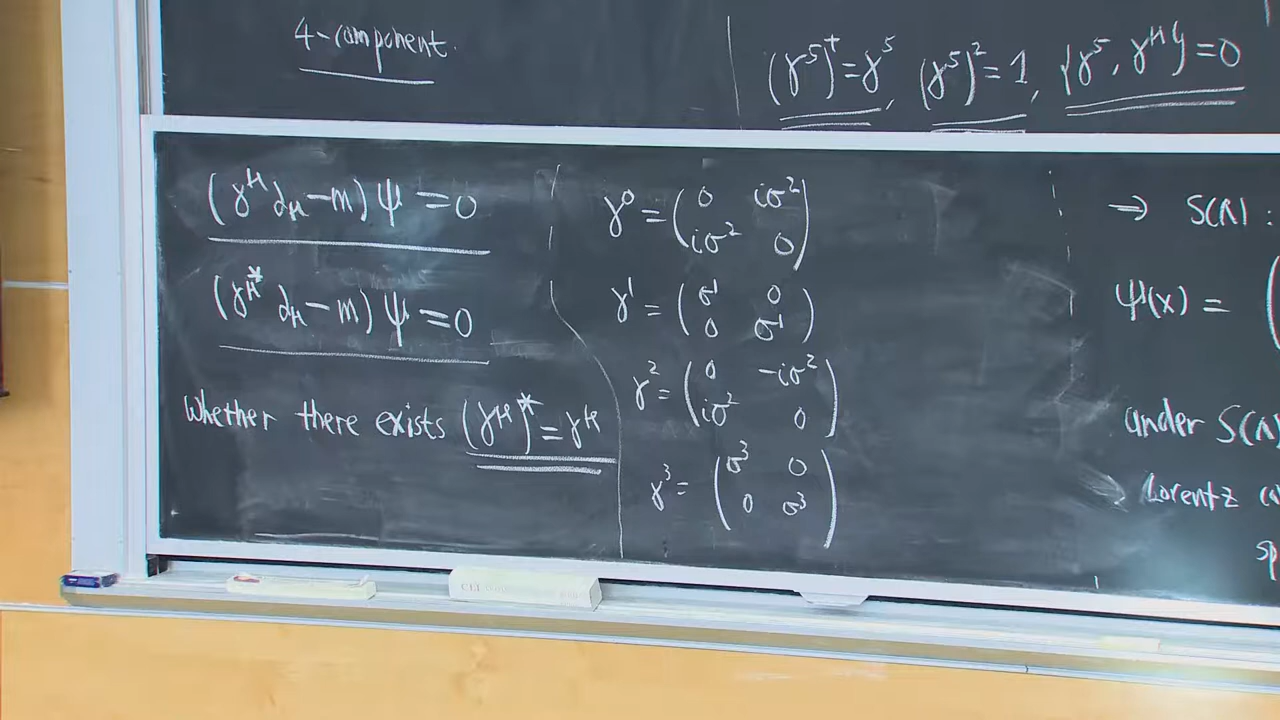 4-component.
(γ⁵)† = γ⁵, (γ⁵)² = 1, {γ⁵, γ^μ} = 0
(γ^μ ∂_μ − m) ψ = 0
(γ^μ* ∂_μ − m) ψ = 0
Whether there exists (γ^μ)* = γ^μ
γ⁰ = (0 iσ²
iσ² 0)
γ¹ = (σ¹ 0
0 σ¹)
γ² = (0 −iσ²
iσ² 0)
γ³ = (σ³ 0
0 σ³)
→ S(Λ) :
ψ(x) = (
under S(Λ)
Lorentz
sp